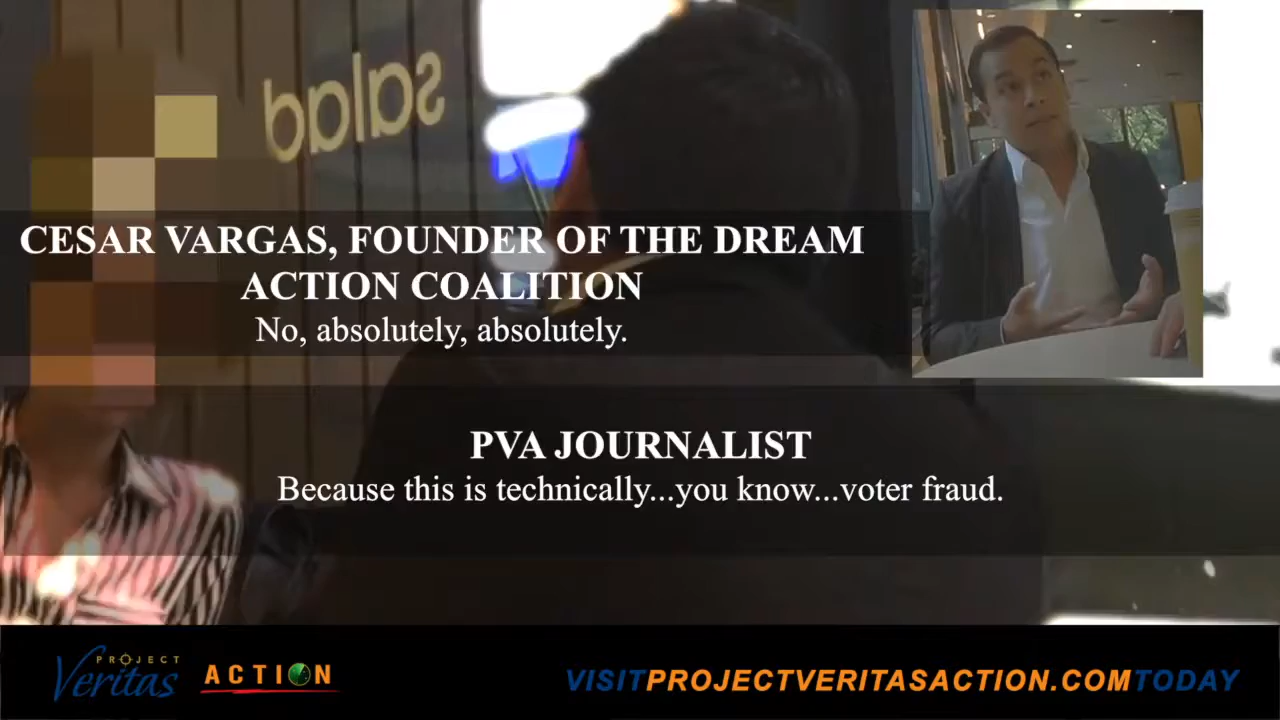 salad
CESAR VARGAS, FOUNDER OF THE DREAM
ACTION COALITION
No, absolutely, absolutely.
PVA JOURNALIST
Because this is technically...you know...voter fraud.
PROJECT
Veritas ACTION
VISITPROJECTVERITASACTION.COMTODAY